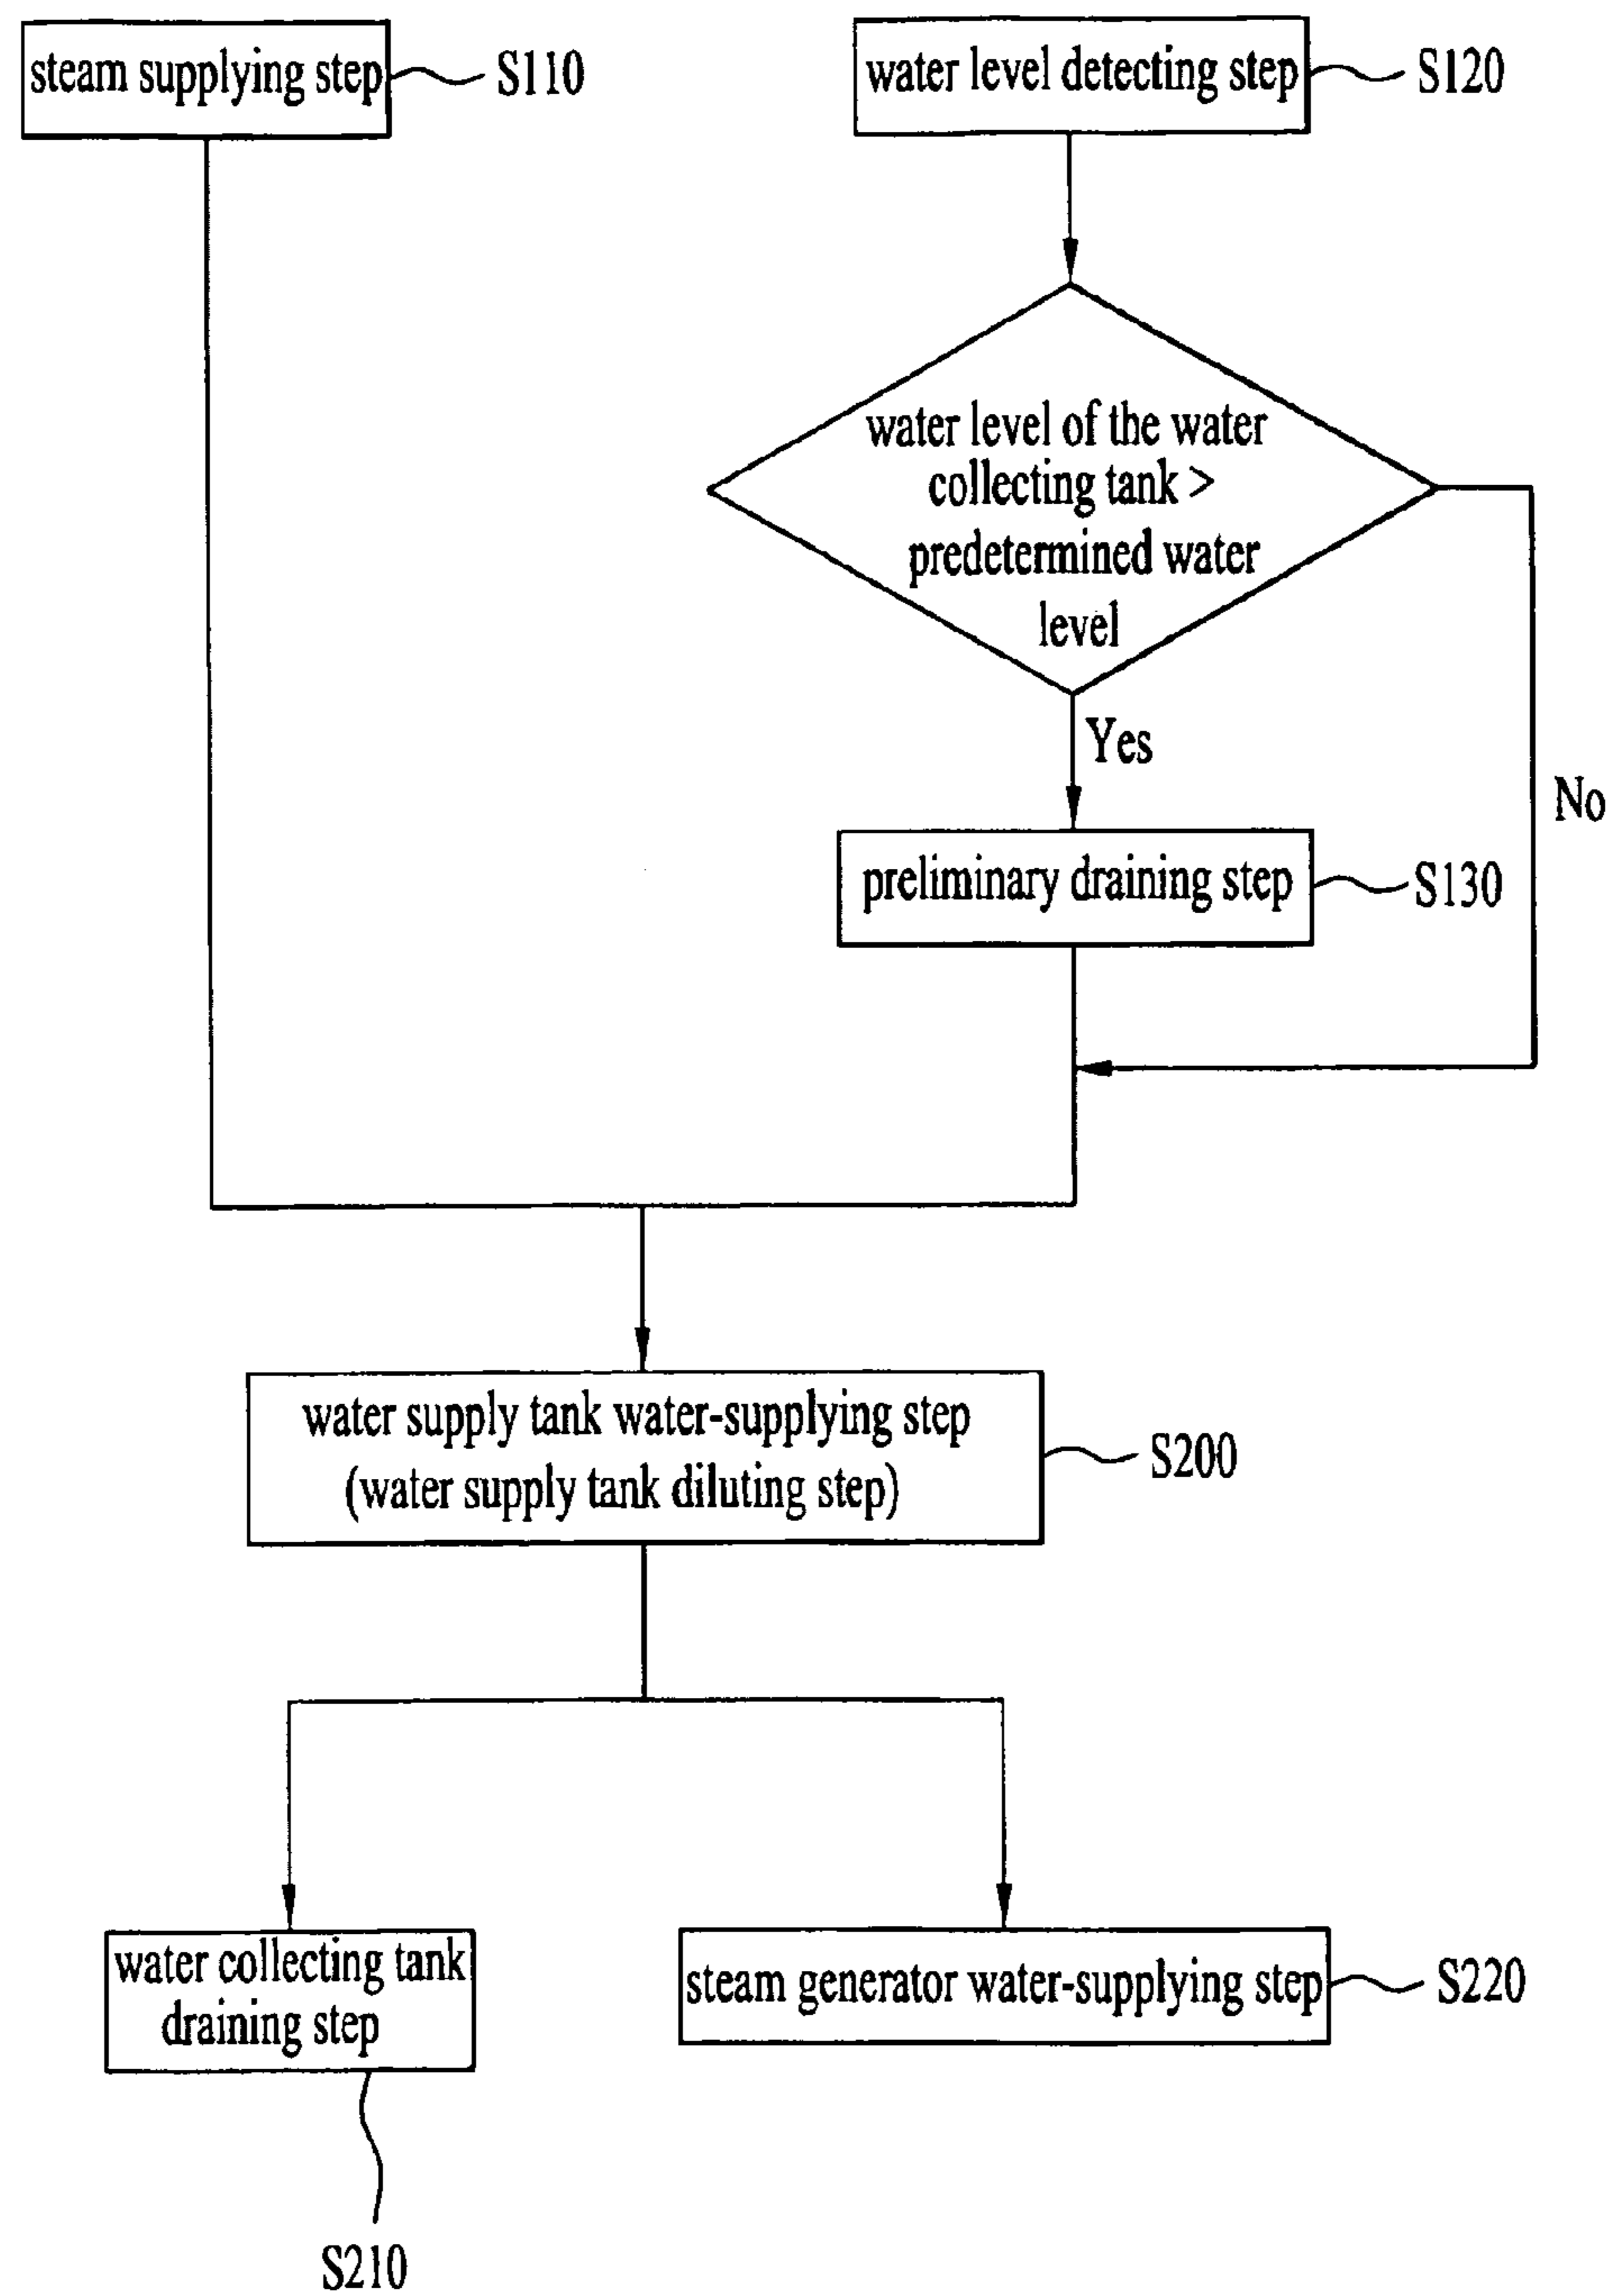 steam supplying step
S110
water level detecting step
S120
water level of the water
collecting tank >
predetermined water
level
Yes
No
preliminary draining step
S130
water supply tank water-supplying step
(water supply tank diluting step)
S200
water collecting tank
draining step
S210
steam generator water-supplying step
S220